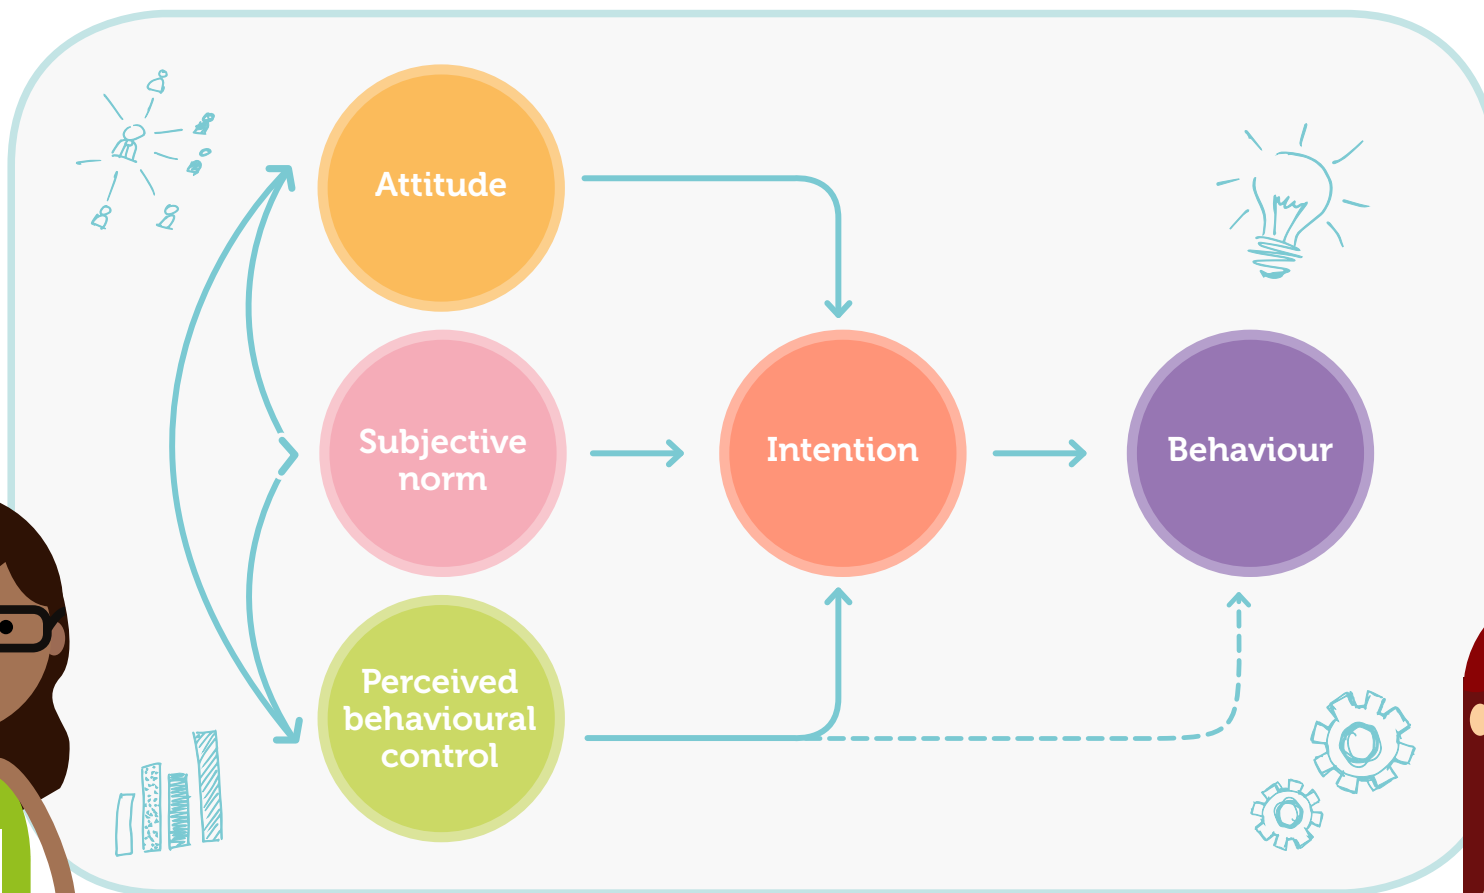 Attitude
Subjective
norm
Intention
Behaviour
Perceived
behavioural
control